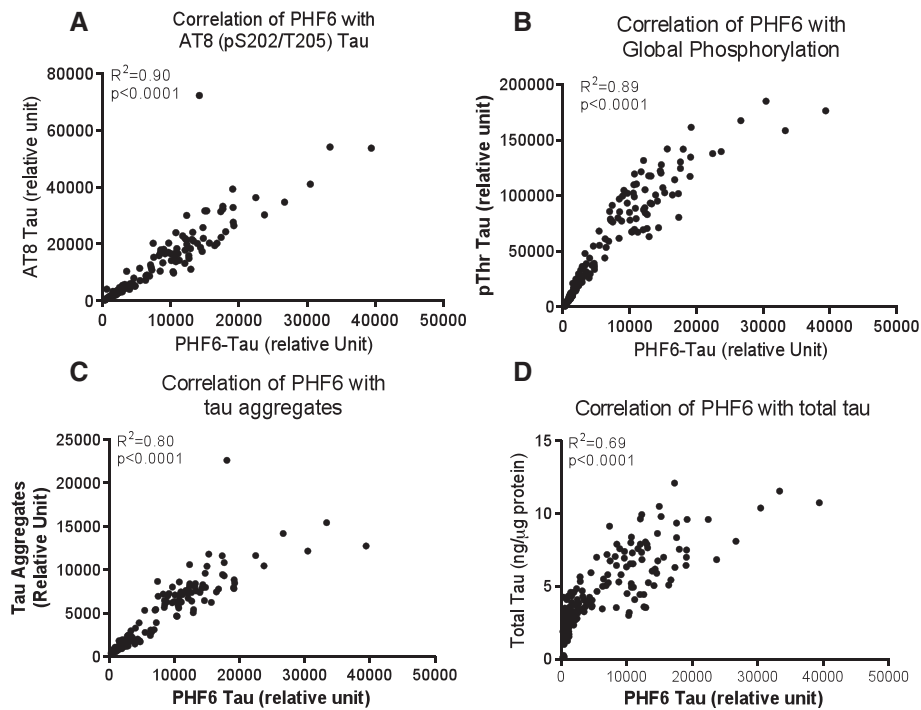 A
Correlation of PHF6 with
AT8 (pS202/T205) Tau
R²=0.90
p<0.0001
AT8 Tau (relative unit)
80000
60000
40000
20000
0
0 10000 20000 30000 40000 50000
PHF6-Tau (relative Unit)
B
Correlation of PHF6 with
Global Phosphorylation
R²=0.89
p<0.0001
pThr Tau (relative unit)
200000
150000
100000
50000
0
0 10000 20000 30000 40000 50000
PHF6-Tau (relative Unit)
C
Correlation of PHF6 with
tau aggregates
R²=0.80
p<0.0001
Tau Aggregates
(Relative Unit)
25000
20000
15000
10000
5000
0
0 10000 20000 30000 40000 50000
PHF6 Tau (relative unit)
D
Correlation of PHF6 with total tau
R²=0.69
p<0.0001
Total Tau (ng/μg protein)
15
10
5
0
0 10000 20000 30000 40000 50000
PHF6 Tau (relative unit)